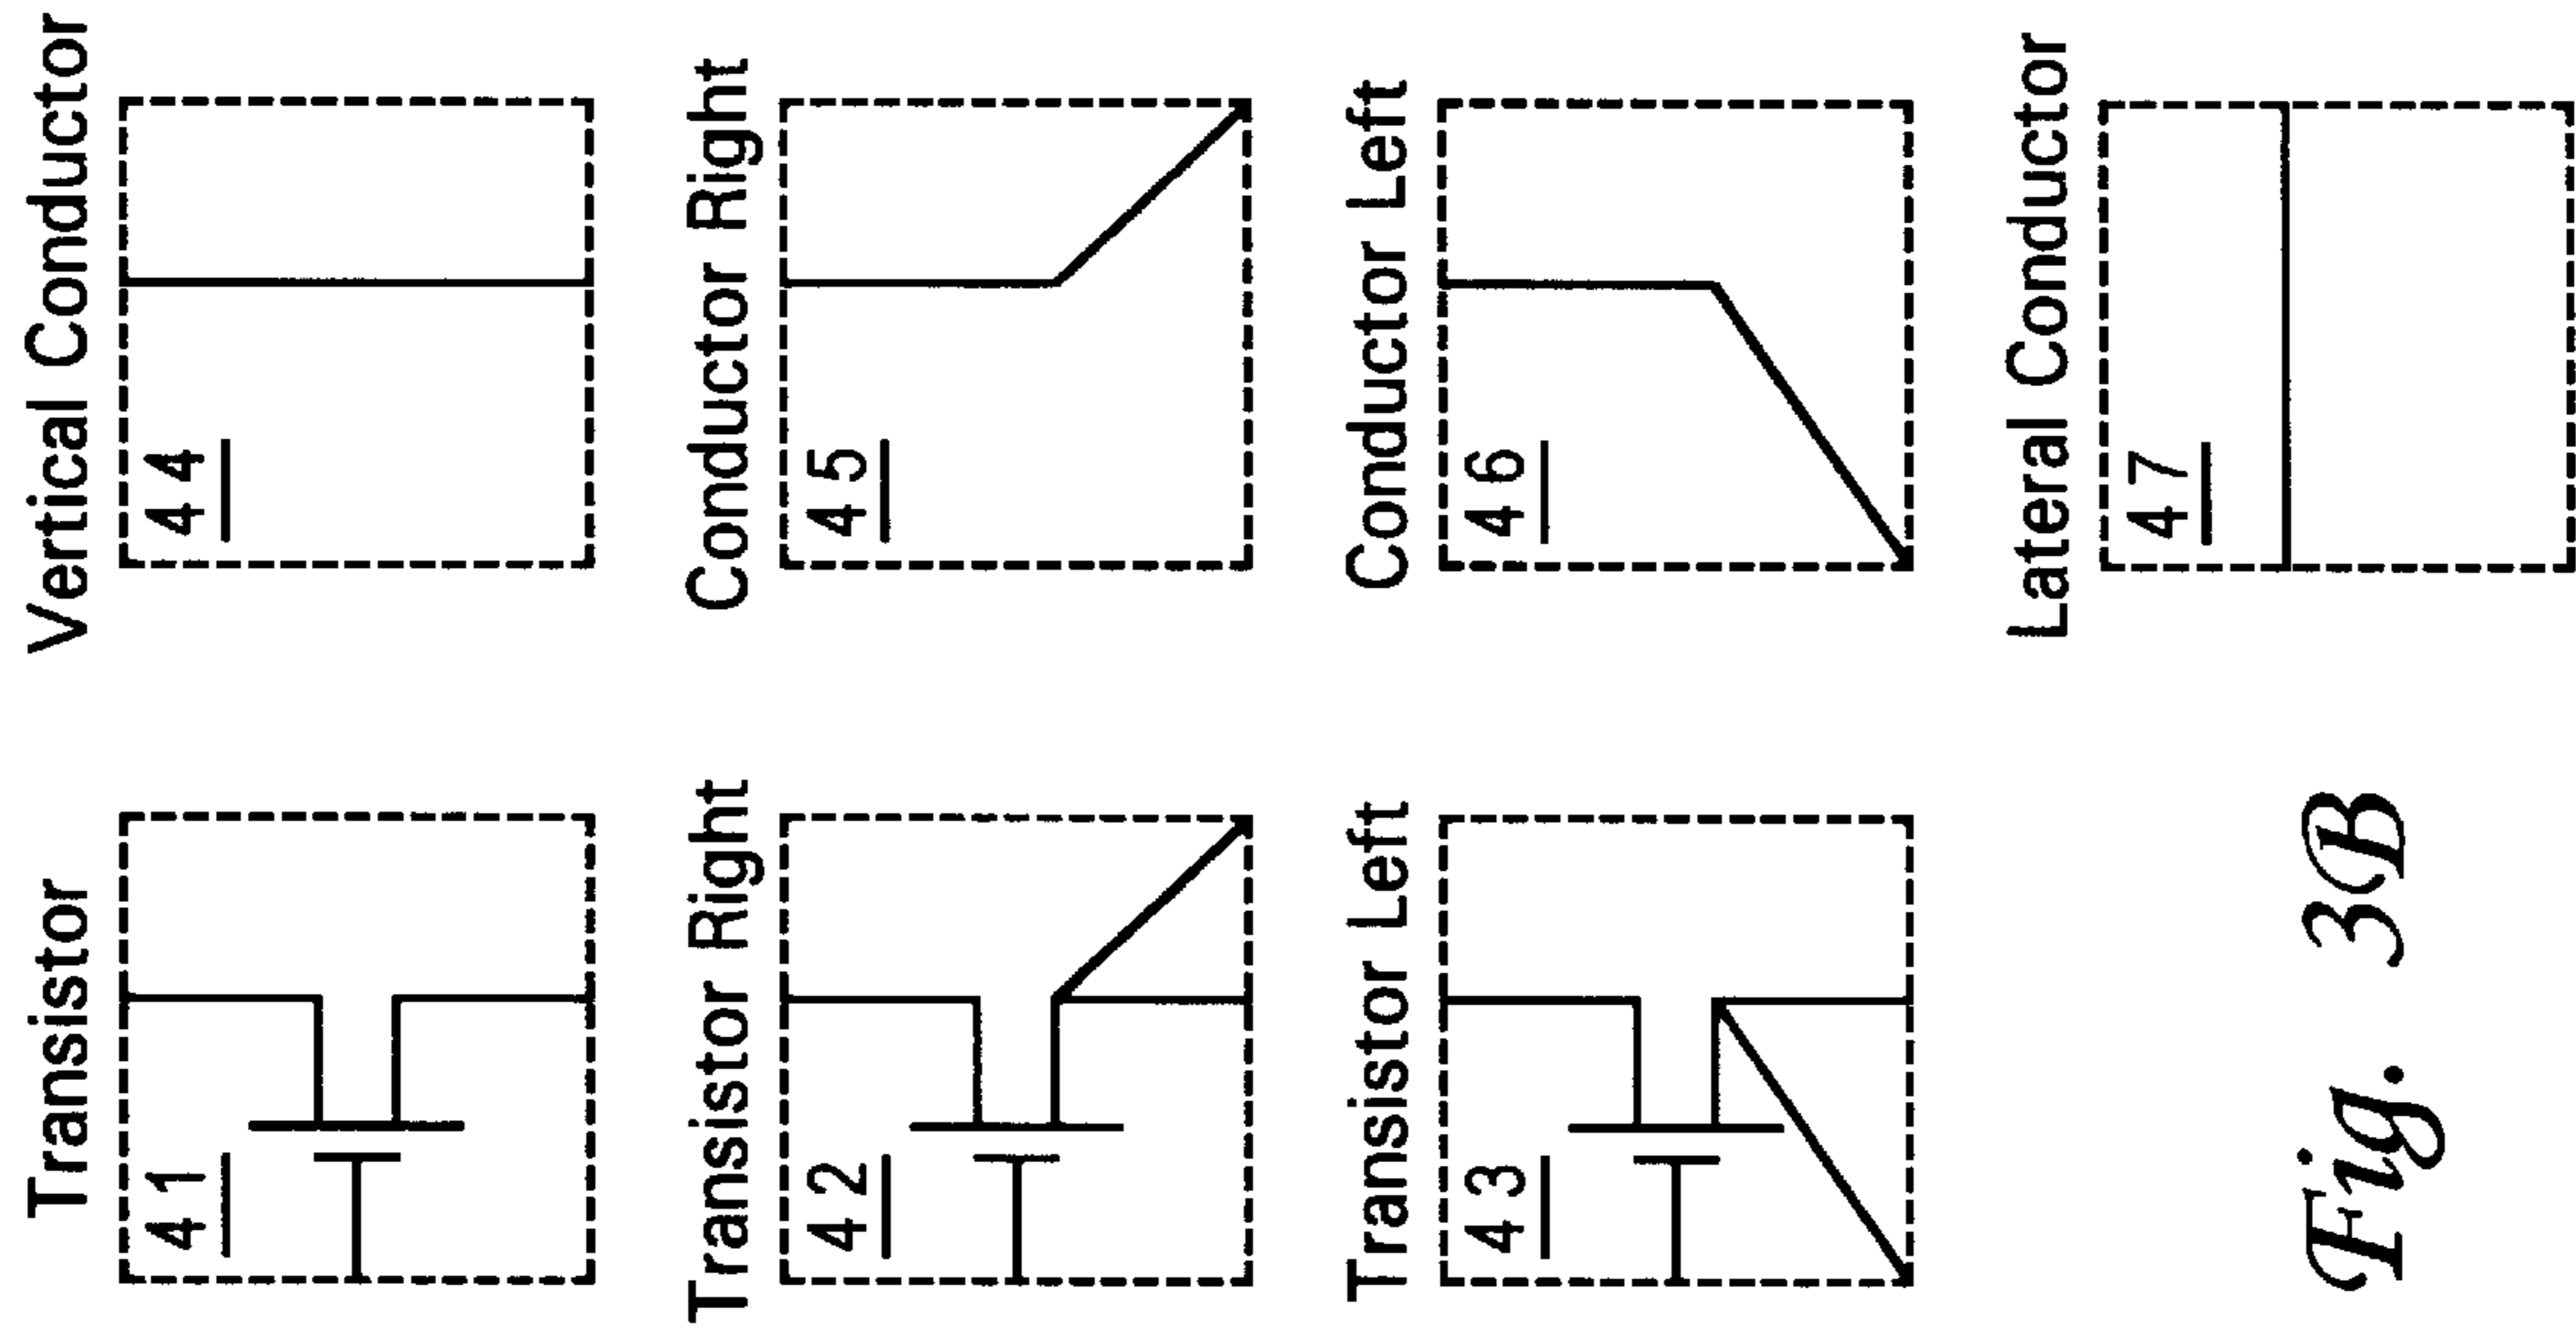 Transistor
41
Vertical Conductor
44
Transistor Right
42
Conductor Right
45
Transistor Left
43
Conductor Left
46
Lateral Conductor
47
Fig. 3B